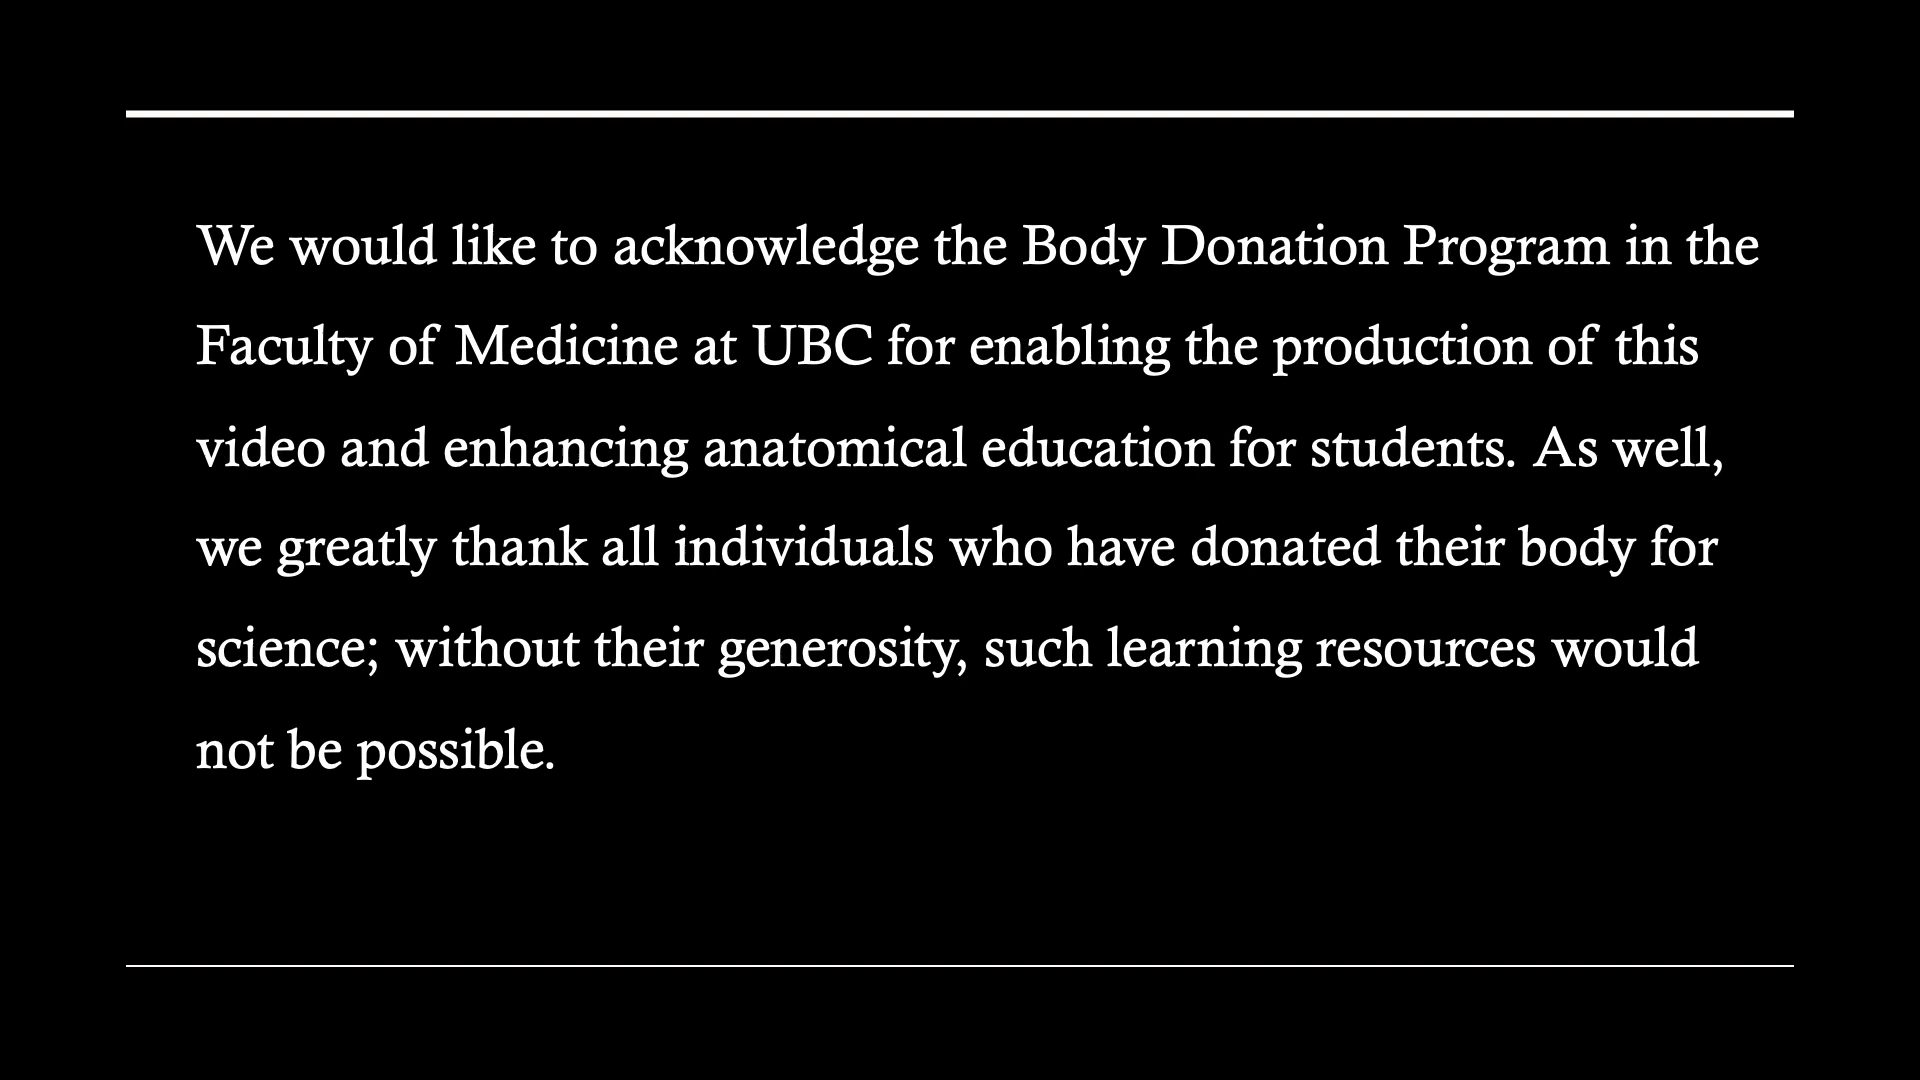 We would like to acknowledge the Body Donation Program in the
Faculty of Medicine at UBC for enabling the production of this
video and enhancing anatomical education for students. As well,
we greatly thank all individuals who have donated their body for
science; without their generosity, such learning resources would
not be possible.